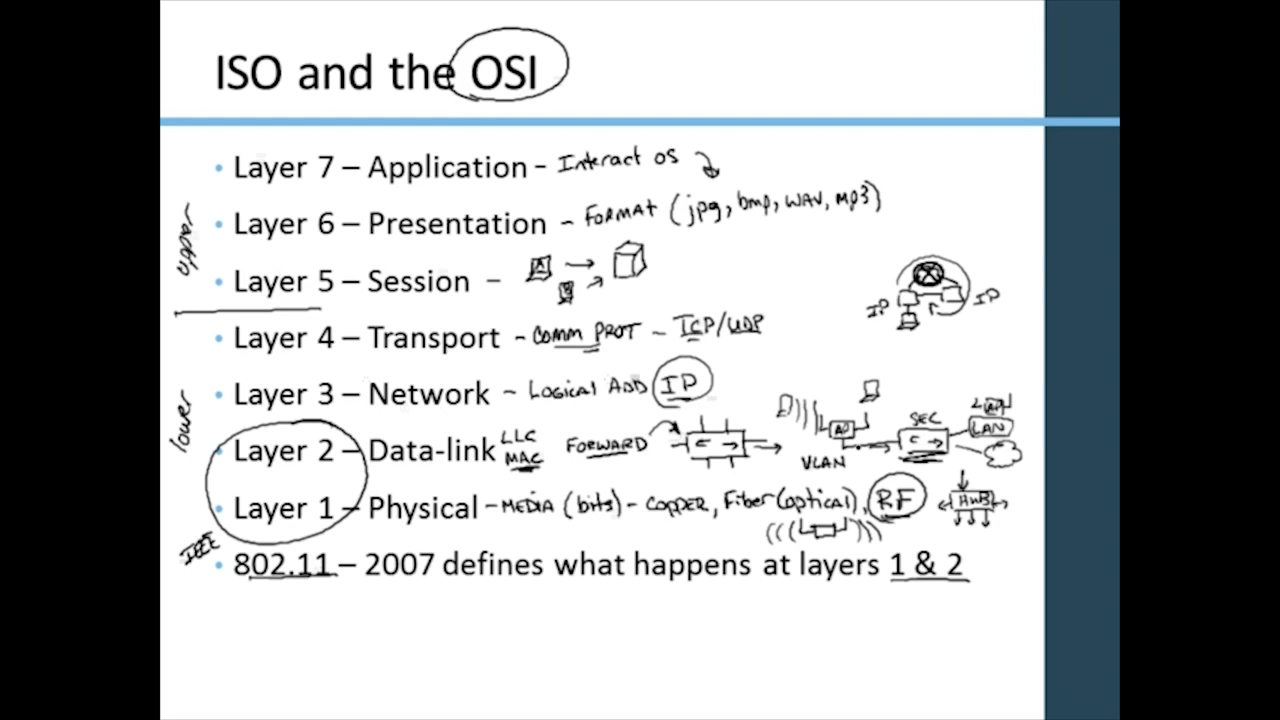 ISO and the OSI
• Layer 7 – Application - Interact OS
• Layer 6 – Presentation - FORMAT (jpg, bmp, WAV, mp3)
upper
• Layer 5 – Session - A B
IP IP
• Layer 4 – Transport - COMM PROT - TCP/UDP
• Layer 3 – Network - LOGICAL ADD IP
lower
• Layer 2 – Data-link LLC MAC FORWARD AP VLAN SEC AP LAN
• Layer 1 – Physical - MEDIA (bits) - COPPER, Fiber (optical), RF HUB
IEEE
• 802.11 – 2007 defines what happens at layers 1 & 2